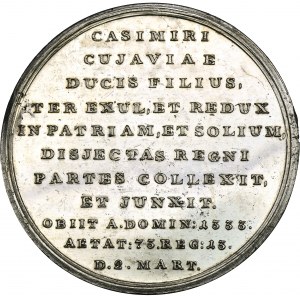 CASIMIRI
CUJAVIAE
DUCIS FILIUS,
TER EXUL, ET REDUX
IN PATRIAM, ET SOLIUM,
DISJECTAS REGNI
PARTES COLLEXIT,
ET JUNXIT.
OBIIT A. DOMIN: 1333.
AETAT: 73. REG: 13.
D. 2. MART.